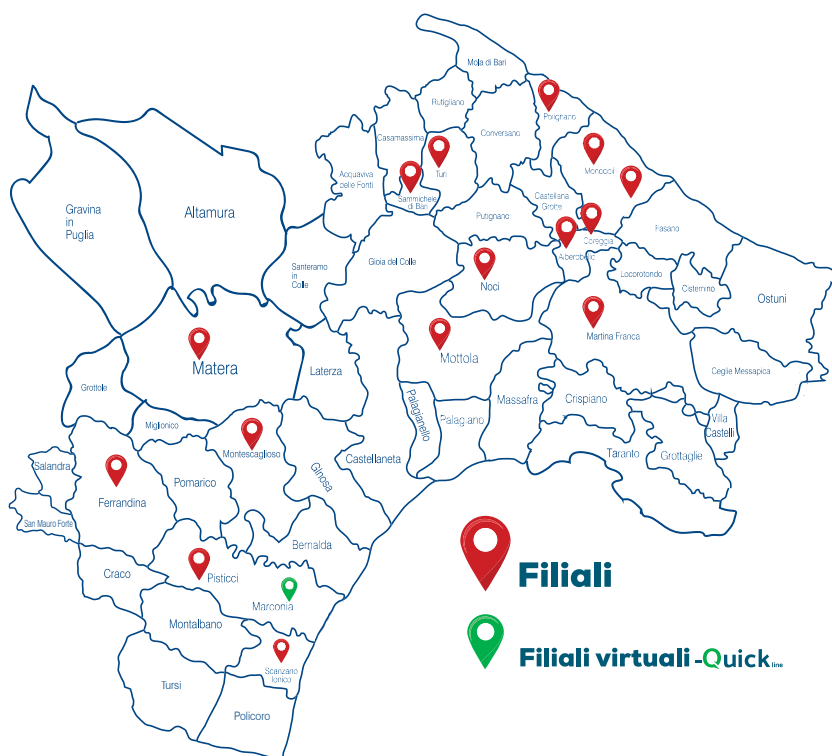 Mola di Bari
Rutigliano
Polignano
Casamassima
Conversano
Turi
Monopoli
Acquaviva
delle Fonti
Sammichele
di Bari
Castellana
Grotte
Gravina
in
Puglia
Altamura
Putignano
Coreggia
Fasano
Alberobello
Santeramo
in
Colle
Gioia del Colle
Noci
Locorotondo
Cisternino
Ostuni
Mottola
Martina Franca
Matera
Laterza
Ceglie Messapica
Grottole
Palagianello
Palagiano
Massafra
Crispiano
Miglionico
Villa
Castelli
Montescaglioso
Ginosa
Castellaneta
Taranto
Grottaglie
Salandra
Ferrandina
Pomarico
San Mauro Forte
Bernalda
Craco
Pisticci
Marconia
Filiali
Montalbano
Scanzano
Ionico
Filiali virtuali - Quick line
Tursi
Policoro